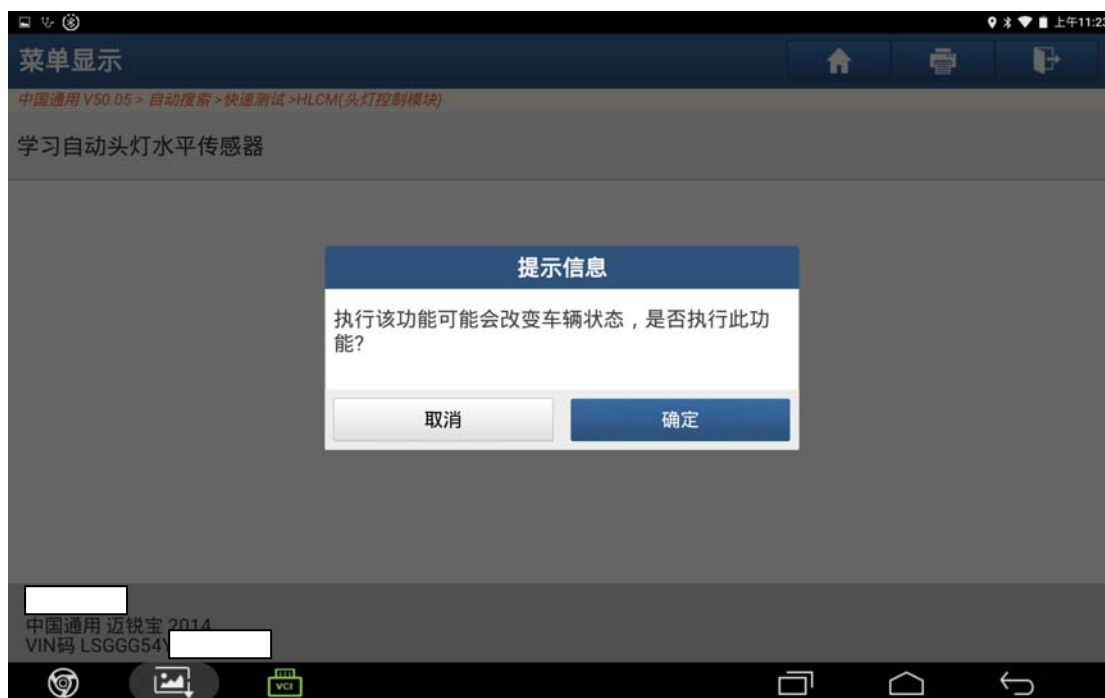 上午11:23
菜单显示
中国通用 V50.05 > 自动搜索 > 快速测试 >HLCM(头灯控制模块)
学习自动头灯水平传感器
提示信息
执行该功能可能会改变车辆状态，是否执行此功
能?
取消
确定
中国通用 迈锐宝 2014
VIN码 LSGGG54Y
VCI